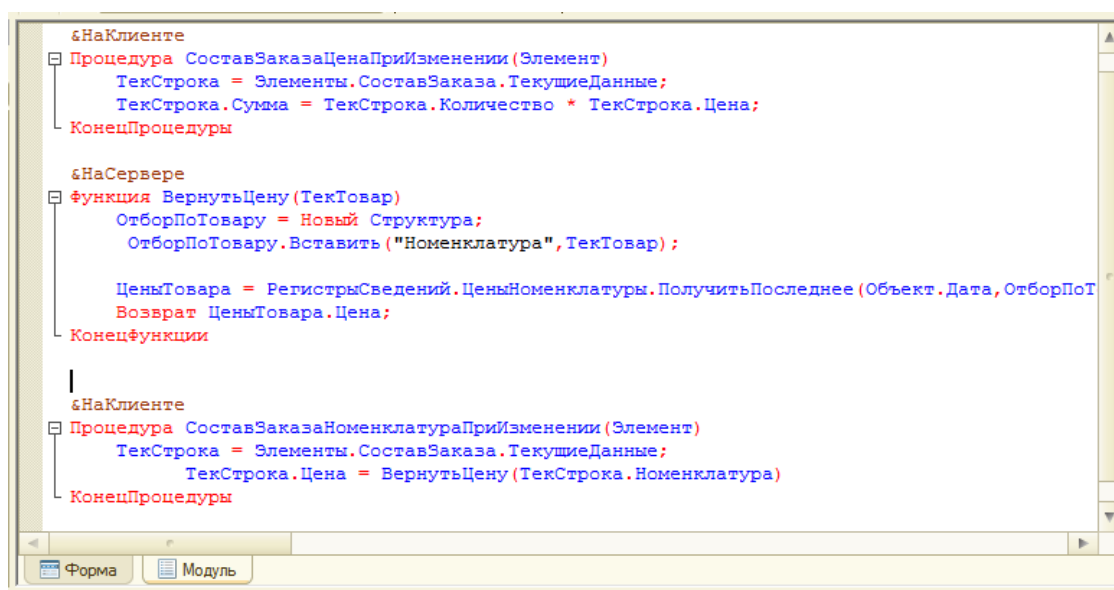 &НаКлиенте
Процедура СоставЗаказаЦенаПриИзменении(Элемент)
ТекСтрока = Элементы.СоставЗаказа.ТекущиеДанные;
ТекСтрока.Сумма = ТекСтрока.Количество * ТекСтрока.Цена;
КонецПроцедуры
&НаСервере
Функция ВернутьЦену(ТекТовар)
ОтборПоТовару = Новый Структура;
ОтборПоТовару.Вставить("Номенклатура",ТекТовар);
ЦеныТовара = РегистрыСведений.ЦеныНоменклатуры.ПолучитьПоследнее(Объект.Дата,ОтборПоТ
Возврат ЦеныТовара.Цена;
КонецФункции
&НаКлиенте
Процедура СоставЗаказаНоменклатураПриИзменении(Элемент)
ТекСтрока = Элементы.СоставЗаказа.ТекущиеДанные;
ТекСтрока.Цена = ВернутьЦену(ТекСтрока.Номенклатура)
КонецПроцедуры
Форма Модуль